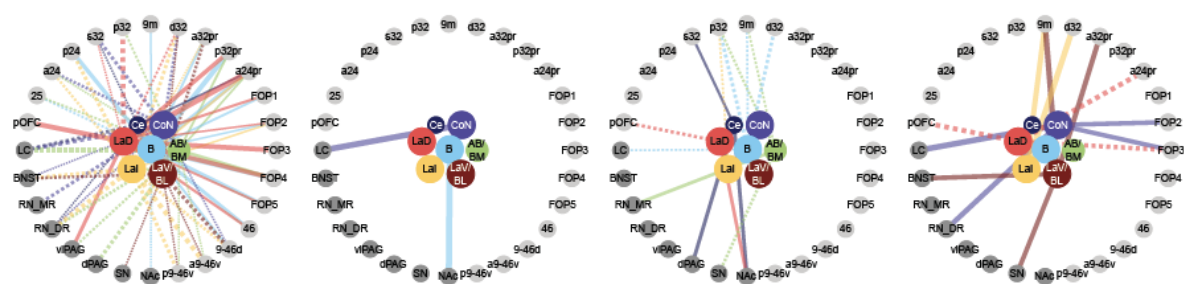 9m
p32
d32
s32
a32pr
p24
p32pr
a24
a24pr
25
FOP1
pOFC
FOP2
LC
FOP3
BNST
FOP4
RN_MR
FOP5
RN_DR
46
vlPAG
9-46d
dPAG
a9-46v
SN
p9-46v
NAc
Ce
CoN
LaD
B
AB/
BM
LaI
LaV/
BL
9m
p32
d32
s32
a32pr
p24
p32pr
a24
a24pr
25
FOP1
pOFC
FOP2
LC
FOP3
BNST
FOP4
RN_MR
FOP5
RN_DR
46
vlPAG
9-46d
dPAG
a9-46v
SN
p9-46v
NAc
Ce
CoN
LaD
B
AB/
BM
LaI
LaV/
BL
9m
p32
d32
s32
a32pr
p24
p32pr
a24
a24pr
25
FOP1
pOFC
FOP2
LC
FOP3
BNST
FOP4
RN_MR
FOP5
RN_DR
46
vlPAG
9-46d
dPAG
a9-46v
SN
p9-46v
NAc
Ce
CoN
LaD
B
AB/
BM
LaI
LaV/
BL
9m
p32
d32
s32
a32pr
p24
p32pr
a24
a24pr
25
FOP1
pOFC
FOP2
LC
FOP3
BNST
FOP4
RN_MR
FOP5
RN_DR
46
vlPAG
9-46d
dPAG
a9-46v
SN
p9-46v
NAc
Ce
CoN
LaD
B
AB/
BM
LaI
LaV/
BL